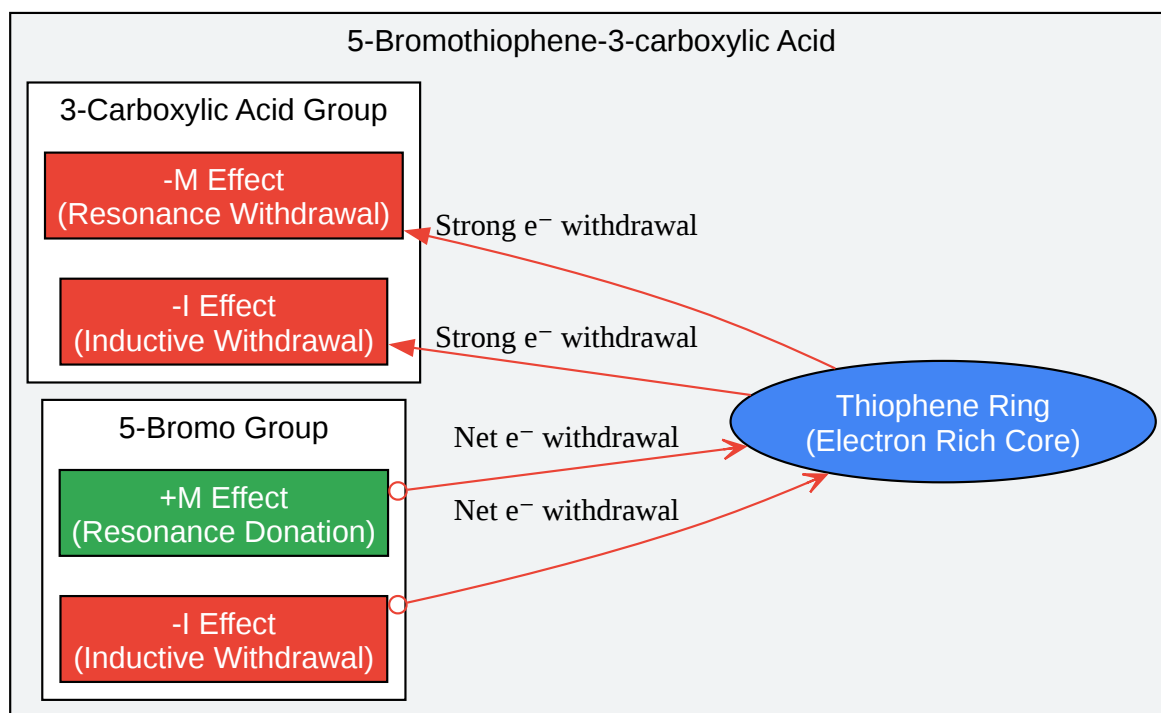 5-Bromothiophene-3-carboxylic Acid
3-Carboxylic Acid Group
-M Effect
(Resonance Withdrawal)
Strong e⁻ withdrawal
-I Effect
(Inductive Withdrawal)
Strong e⁻ withdrawal
Thiophene Ring
(Electron Rich Core)
5-Bromo Group
Net e⁻ withdrawal
+M Effect
(Resonance Donation)
Net e⁻ withdrawal
-I Effect
(Inductive Withdrawal)